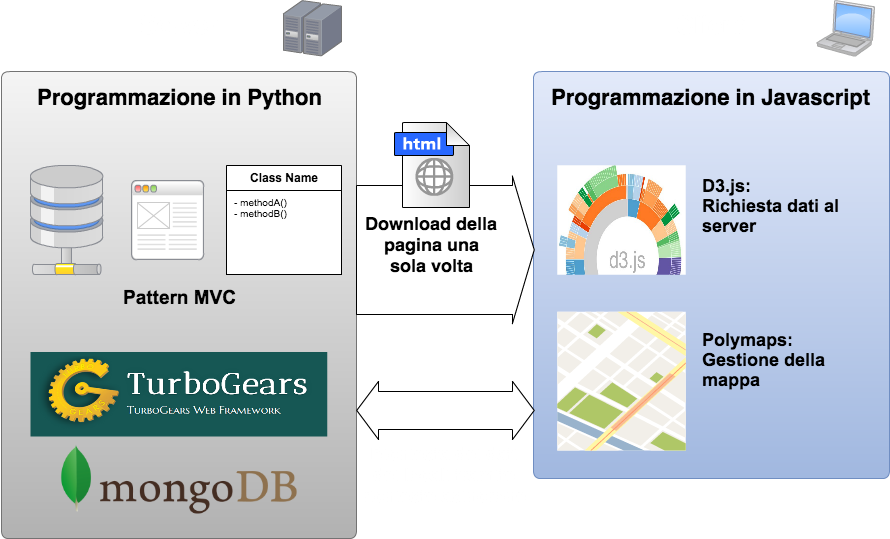 Programmazione in Python
Class Name
- methodA()
- methodB()
Pattern MVC
GEARS
TurboGears
TurboGears Web Framework
mongoDB
html
Download della
pagina una
sola volta
Programmazione in Javascript
d3.js
D3.js:
Richiesta dati al
server
Polymaps:
Gestione della
mappa